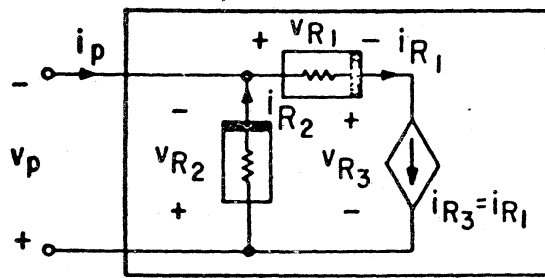 + v_R1 − i_R1
i_p
−
− i_R2 +
v_p v_R2 v_R3
+ − i_R3=i_R1
+